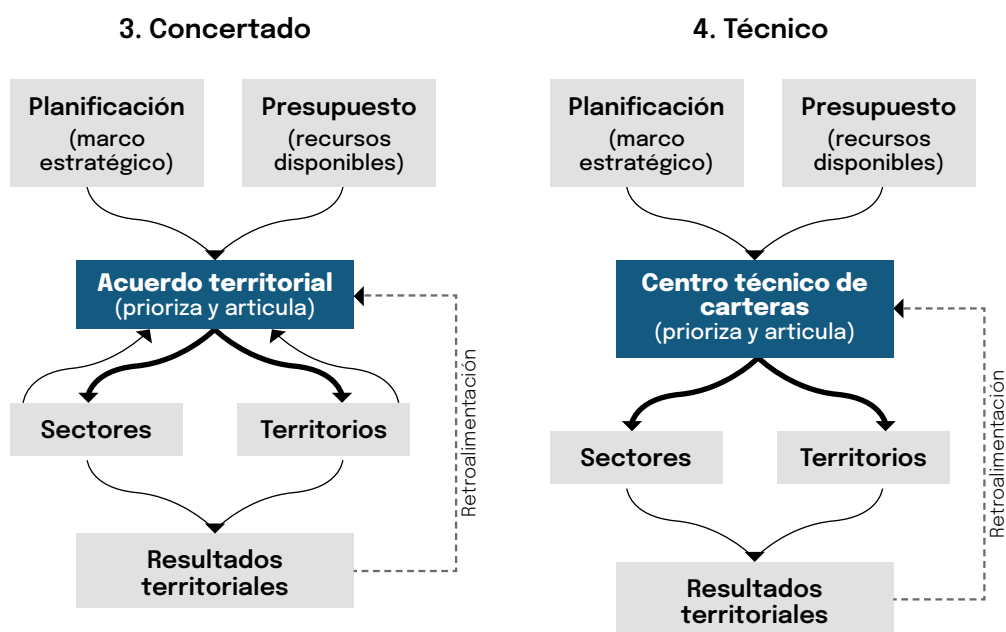 3. Concertado
Planificación
(marco
estratégico)
Presupuesto
(recursos
disponibles)
Acuerdo territorial
(prioriza y articula)
Sectores
Territorios
Retroalimentación
Resultados
territoriales
4. Técnico
Planificación
(marco
estratégico)
Presupuesto
(recursos
disponibles)
Centro técnico de
carteras
(prioriza y articula)
Sectores
Territorios
Retroalimentación
Resultados
territoriales